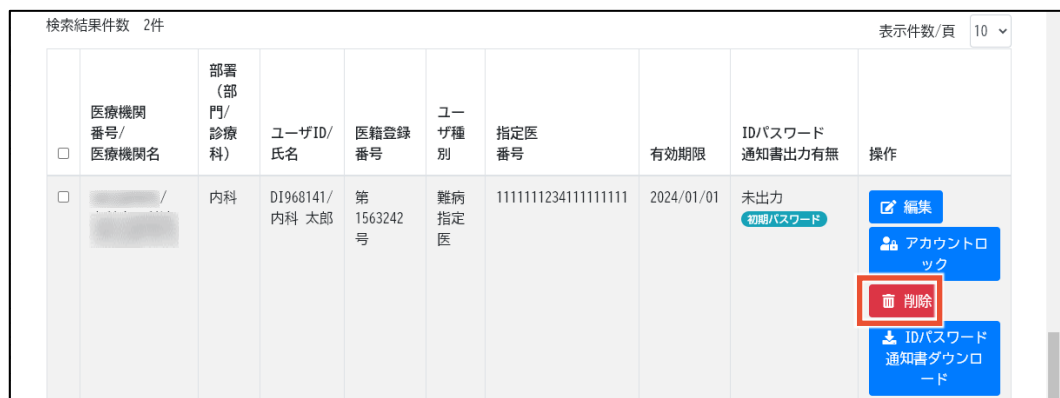 検索結果件数 2件
表示件数/頁 10
医療機関
番号/
医療機関名
部署
(部
門/
診療
科)
ユーザID/
氏名
医籍登録
番号
ユー
ザ種
別
指定医
番号
有効期限
IDパスワード
通知書出力有無
操作
/
内科
DI968141/
内科 太郎
第
1563242
号
難病
指定
医
1111111234111111111
2024/01/01
未出力
初期パスワード
編集
アカウントロ
ック
削除
IDパスワード
通知書ダウンロ
ード